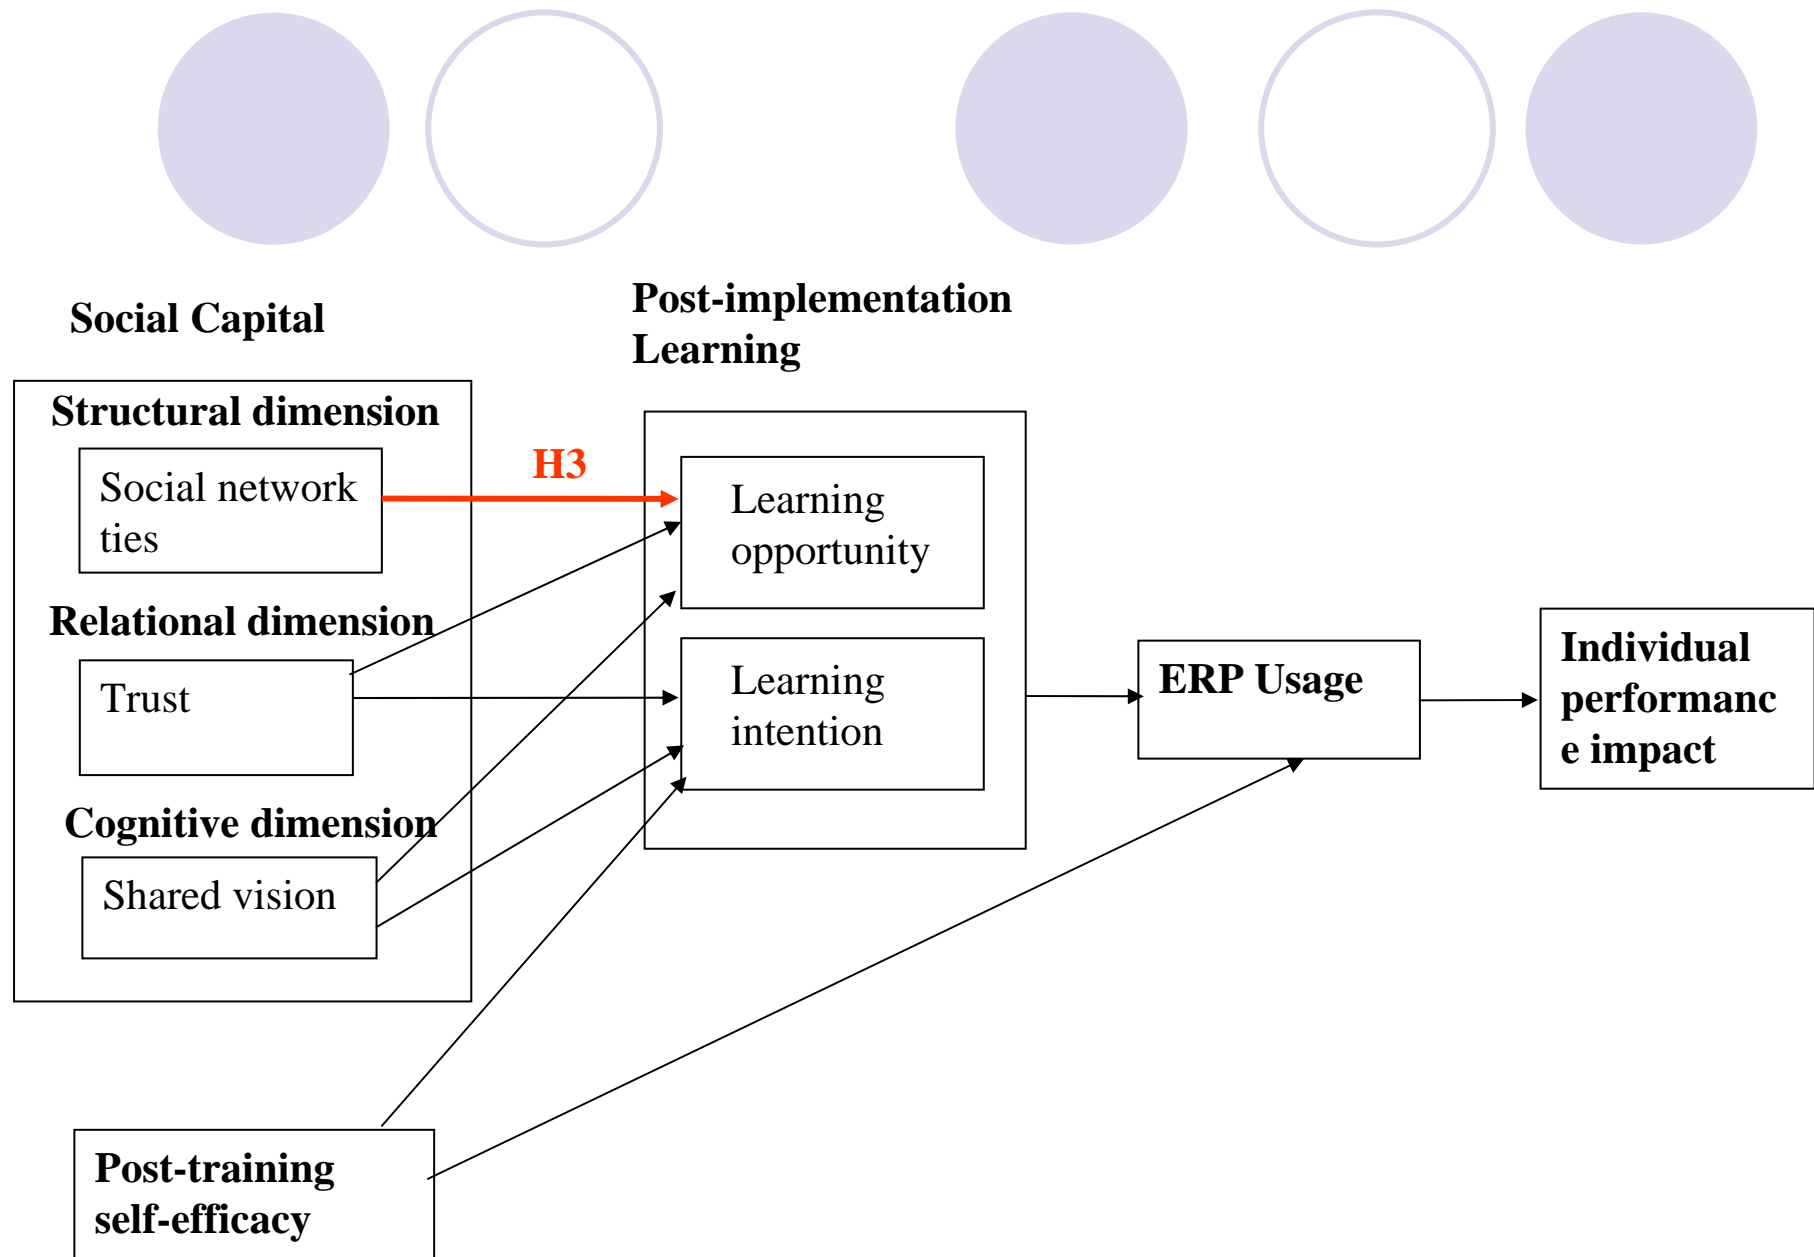 Social Capital
Post-implementation
Learning
Structural dimension
Social network
ties
H3
Learning
opportunity
Relational dimension
Trust
Learning
intention
ERP Usage
Individual
performanc
e impact
Cognitive dimension
Shared vision
Post-training
self-efficacy